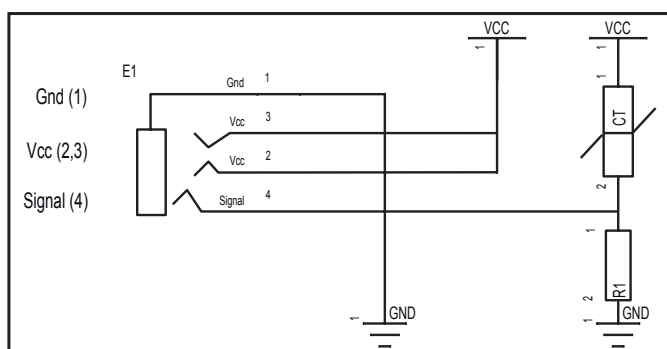 VCC
VCC
1
1
E1
1
Gnd
1
Gnd (1)
CT
Vcc
3
Vcc (2,3)
Vcc
2
2
Signal (4)
Signal
4
1
R1
2
1
GND
1
GND